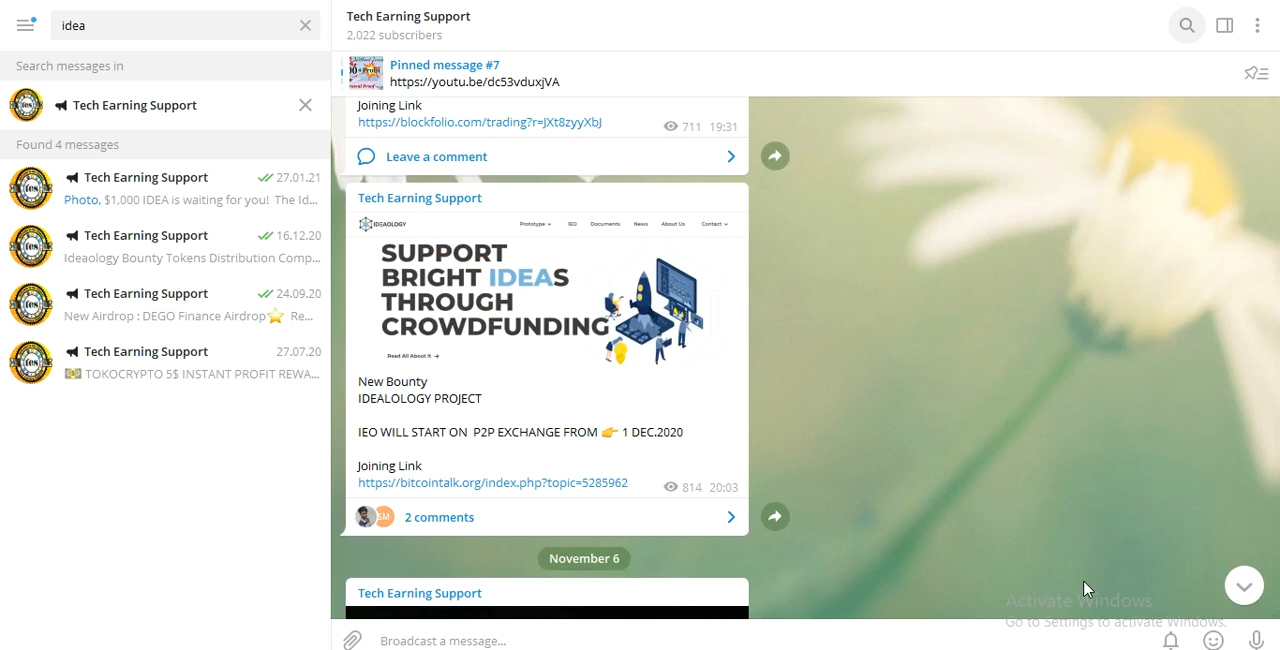 idea
Search messages in
Tech Earning Support
Found 4 messages
Tech Earning Support 27.01.21
Photo, $1,000 IDEA is waiting for you! The Id...
Tech Earning Support 16.12.20
Ideaology Bounty Tokens Distribution Comp...
Tech Earning Support 24.09.20
New Airdrop : DEGO Finance Airdrop⭐ Re...
Tech Earning Support 27.07.20
💵 TOKOCRYPTO 5$ INSTANT PROFIT REWA...
Tech Earning Support
2,022 subscribers
Pinned message #7
https://youtu.be/dc53vduxjVA
Joining Link
https://blockfolio.com/trading?r=JXt8zyyXbJ
711 19:31
Leave a comment
Tech Earning Support
IDEAOLOGY Prototype IEO Documents News About Us Contact
SUPPORT
BRIGHT IDEAS
THROUGH
CROWDFUNDING
Read All About It →
New Bounty
IDEALOLOGY PROJECT
IEO WILL START ON P2P EXCHANGE FROM 👉 1 DEC.2020
Joining Link
https://bitcointalk.org/index.php?topic=5285962
814 20:03
SM 2 comments
November 6
Tech Earning Support
Activate Windows
Go to Settings to activate Windows.
Broadcast a message...